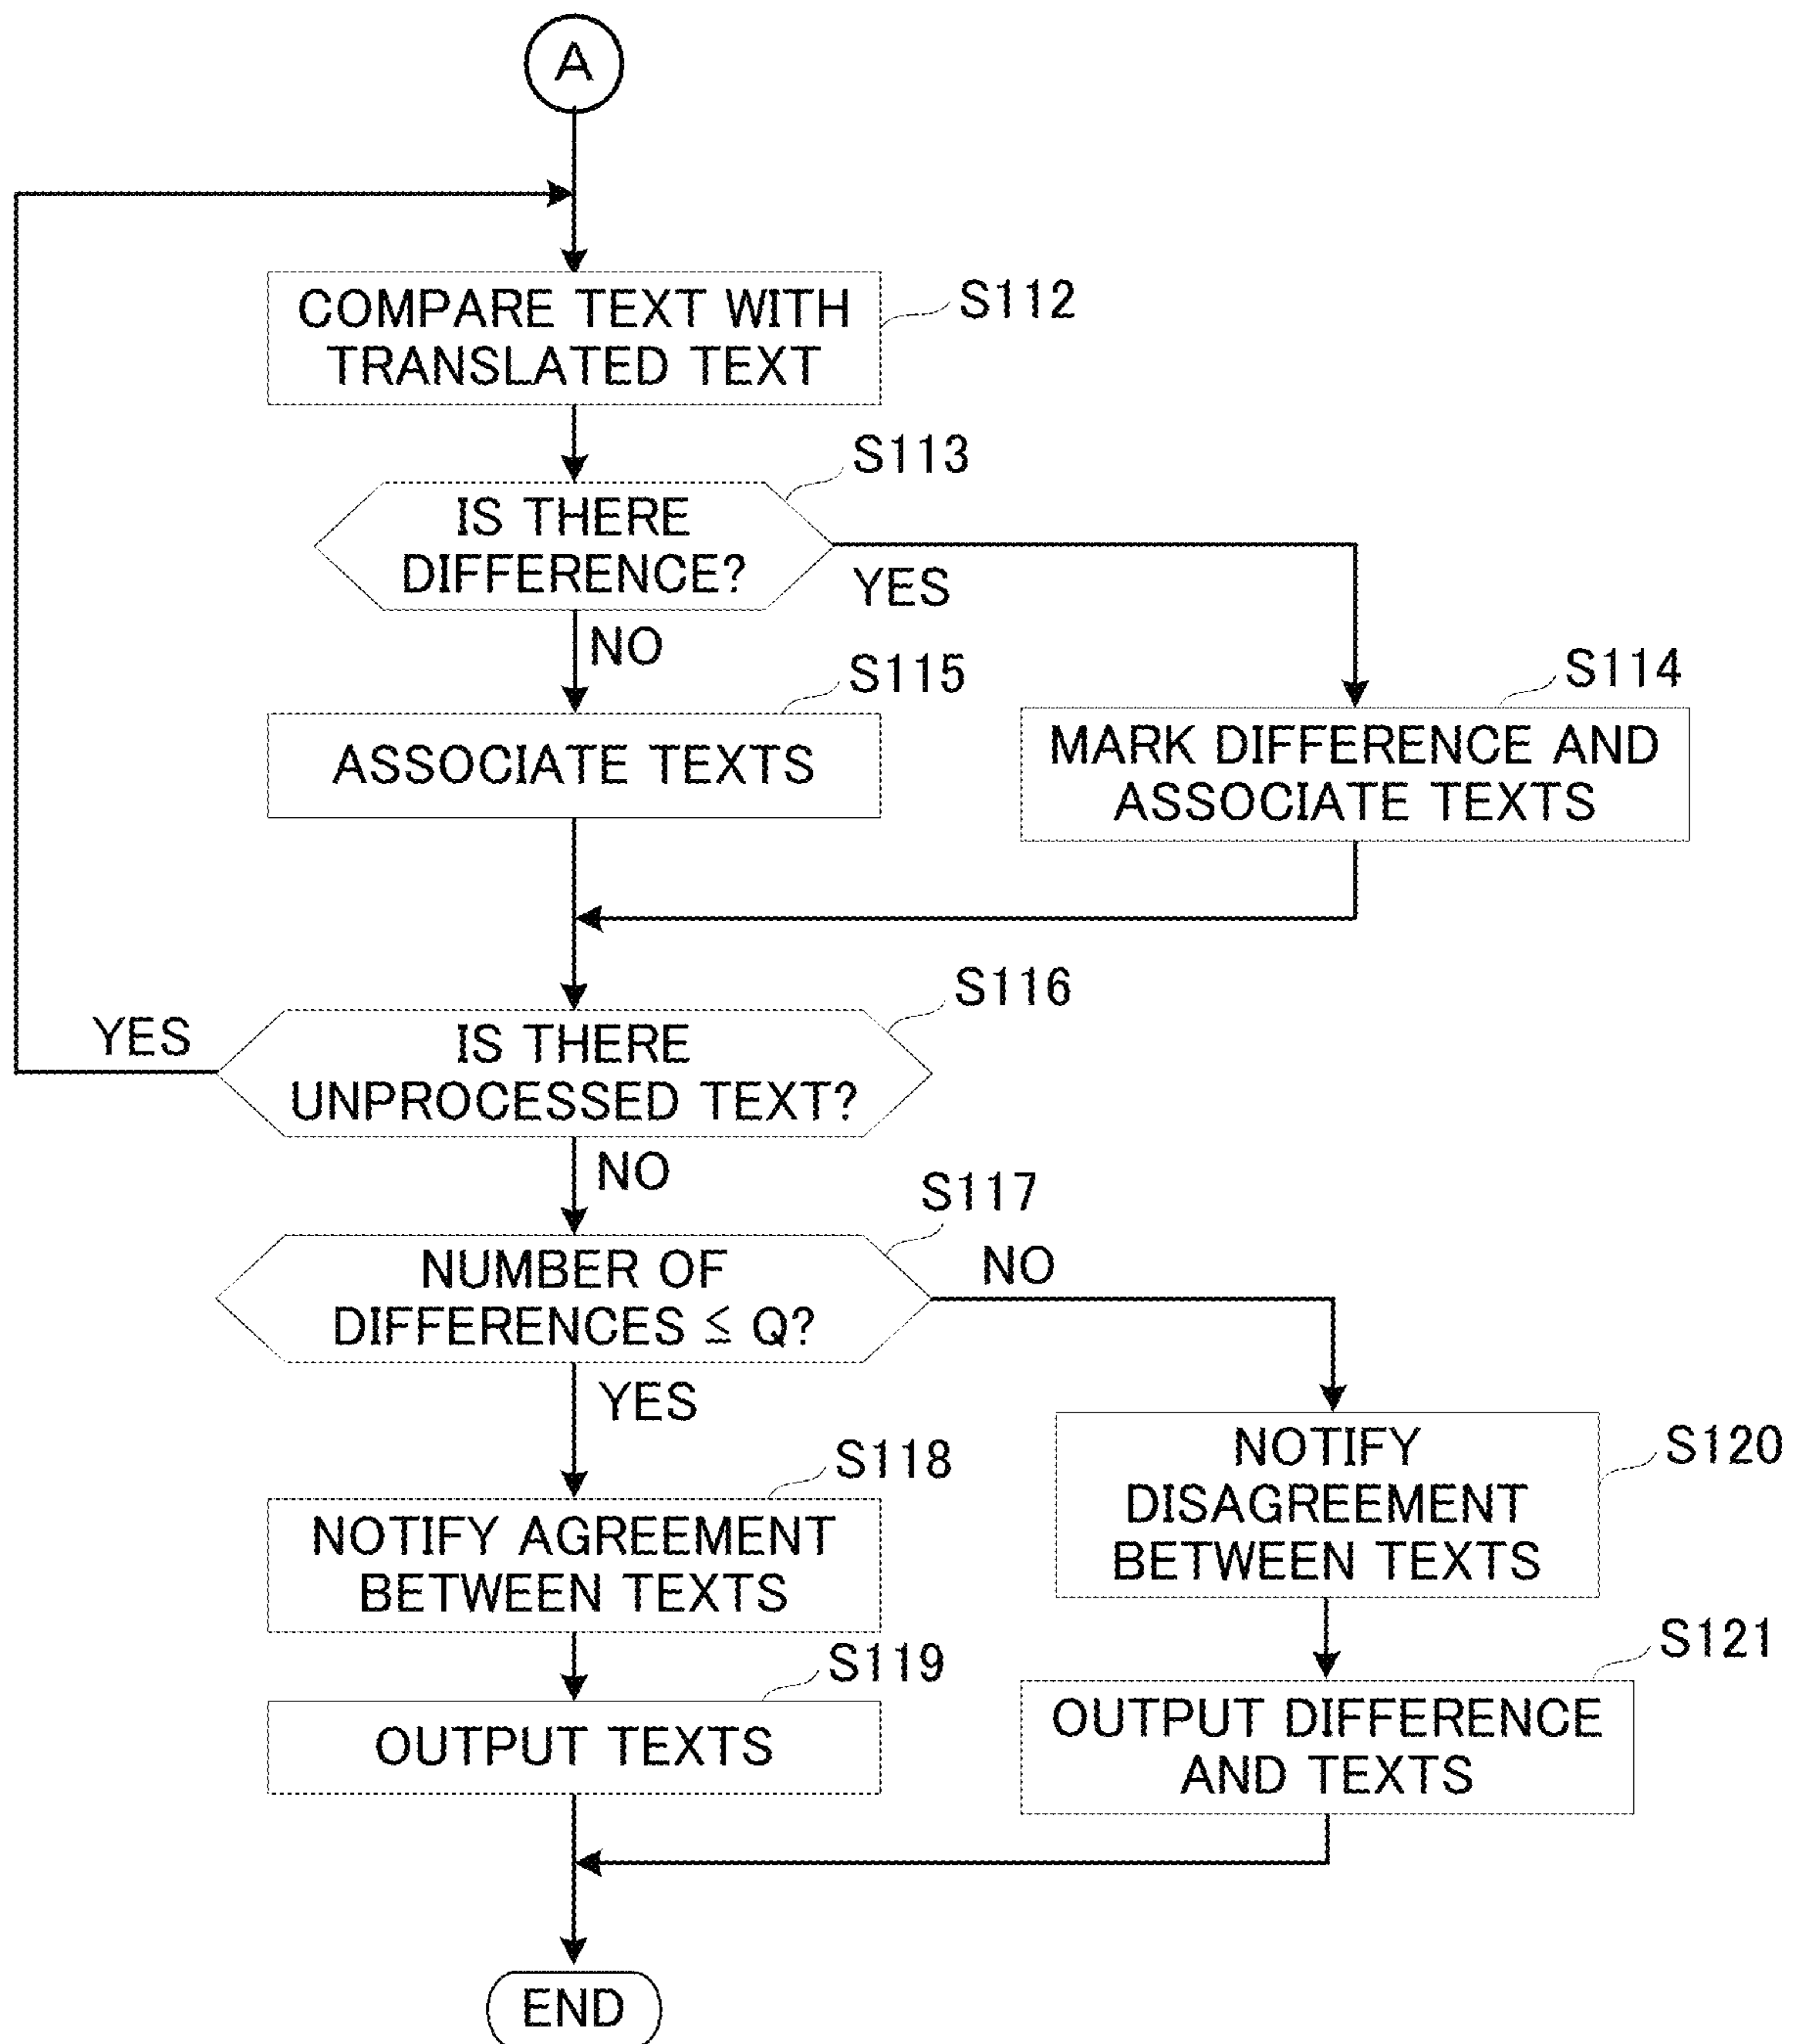 A
COMPARE TEXT WITH
TRANSLATED TEXT
S112
S113
IS THERE
DIFFERENCE?
YES
NO
S115
ASSOCIATE TEXTS
S114
MARK DIFFERENCE AND
ASSOCIATE TEXTS
S116
YES
IS THERE
UNPROCESSED TEXT?
NO
S117
NUMBER OF
DIFFERENCES ≤ Q?
NO
YES
S118
NOTIFY AGREEMENT
BETWEEN TEXTS
S120
NOTIFY
DISAGREEMENT
BETWEEN TEXTS
S119
OUTPUT TEXTS
S121
OUTPUT DIFFERENCE
AND TEXTS
END